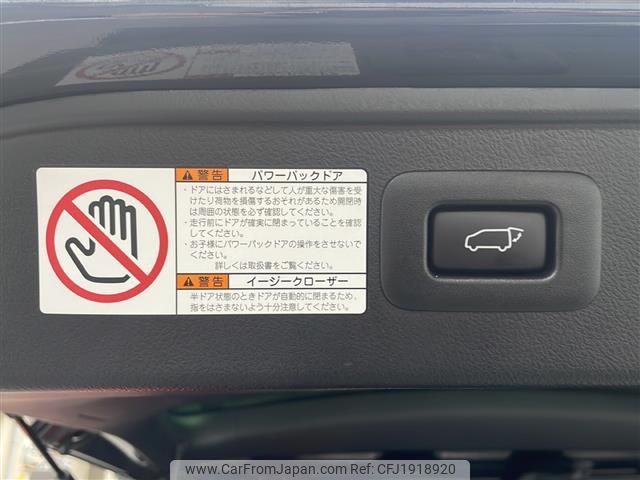 警告 パワーバックドア
・ドアにはさまれるなどして人が重大な傷害を受
けたり荷物を損傷するおそれがあるため開閉時
は周囲の状態を必ず確認してください。
・走行前にドアが確実に閉まっていることを確認
してください。
・お子様にパワーバックドアの操作をさせないで
ください。
詳しくは取扱書をご覧ください。
警告 イージークローザー
半ドア状態のときドアが自動的に閉まるため、
指をはさまないよう十分注意してください。
www.CarFromJapan.com - CFJ1918920